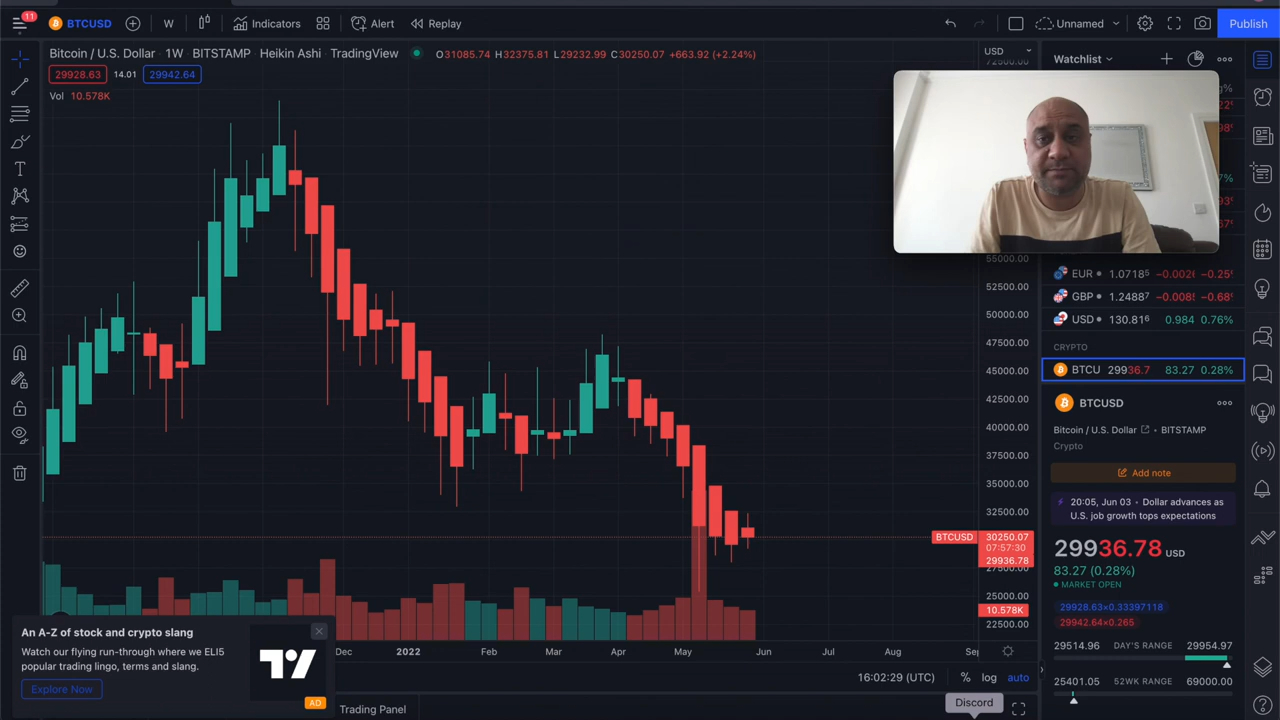 11
BTCUSD
W
Indicators
Alert
Replay
Unnamed
Publish
Bitcoin / U.S. Dollar 1W BITSTAMP Heikin Ashi TradingView
O31085.74 H32375.81 L29232.99 C30250.07 +663.92 (+2.24%)
29928.63 14.01 29942.64
Vol 10.578K
USD
72500.00
55000.00
52500.00
50000.00
47500.00
45000.00
42500.00
40000.00
37500.00
35000.00
32500.00
BTCUSD 30250.07
07:57:30
29936.78
27500.00
25000.00
10.578K
22500.00
Dec 2022 Feb Mar Apr May Jun Jul Aug Sep
16:02:29 (UTC) % log auto
Trading Panel
Discord
An A-Z of stock and crypto slang
Watch our flying run-through where we ELI5
popular trading lingo, terms and slang.
Explore Now
AD
Watchlist
EUR 1.07185 −0.0026 −0.25%
GBP 1.24887 −0.0085 −0.68%
USD 130.816 0.984 0.76%
CRYPTO
BTCU 29936.7 83.27 0.28%
BTCUSD
Bitcoin / U.S. Dollar • BITSTAMP
Crypto
Add note
20:05, Jun 03 • Dollar advances as
U.S. job growth tops expectations
29936.78 USD
83.27 (0.28%)
MARKET OPEN
29928.63×0.33397118
29942.64×0.265
29514.96 DAY'S RANGE 29954.97
25401.05 52WK RANGE 69000.00